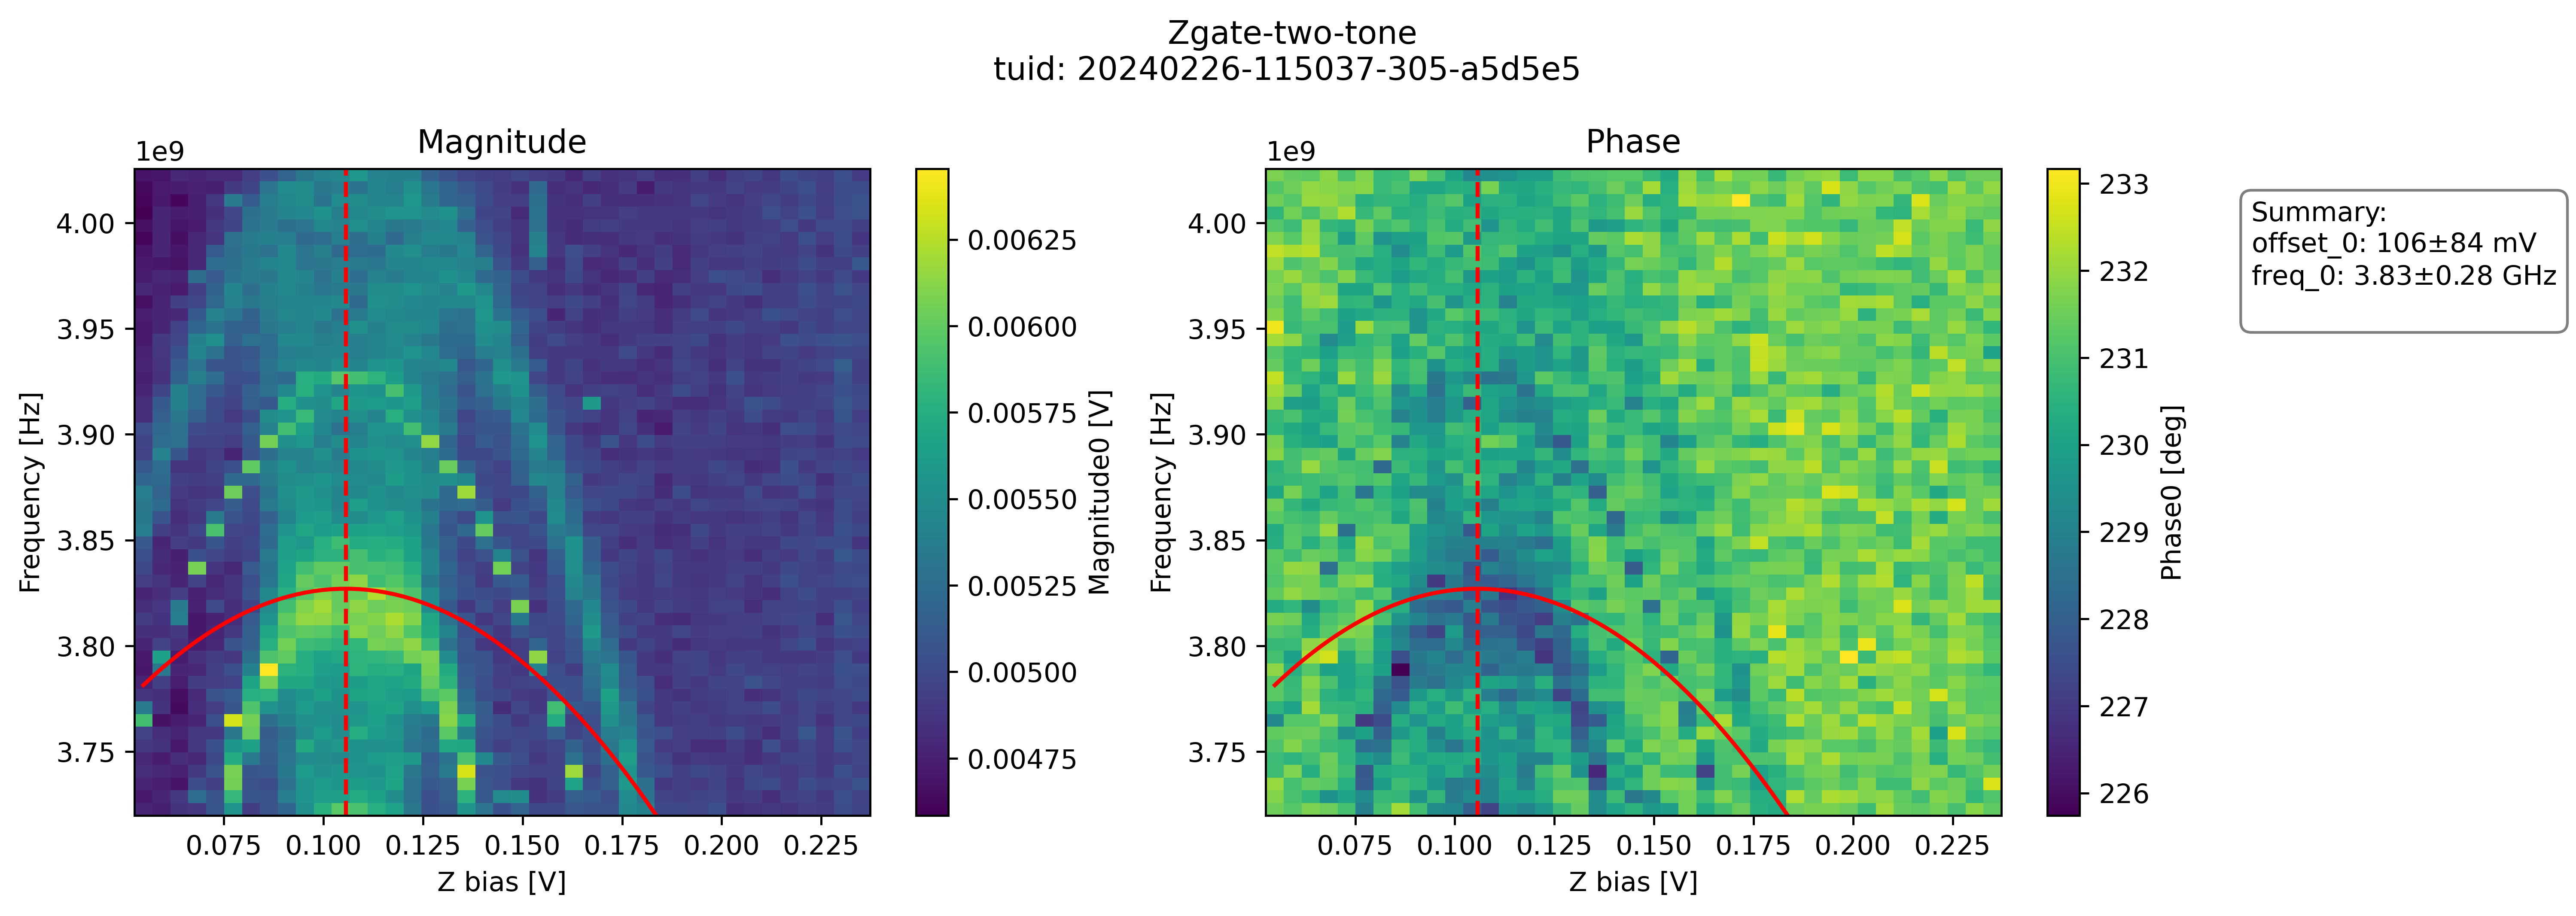 Zgate-two-tone
tuid: 20240226-115037-305-a5d5e5
Magnitude
1e9
4.00
3.95
3.90
3.85
3.80
3.75
Frequency [Hz]
0.075 0.100 0.125 0.150 0.175 0.200 0.225
Z bias [V]
0.00625
0.00600
0.00575
0.00550
0.00525
0.00500
0.00475
Magnitude0 [V]
Phase
1e9
4.00
3.95
3.90
3.85
3.80
3.75
Frequency [Hz]
0.075 0.100 0.125 0.150 0.175 0.200 0.225
Z bias [V]
233
232
231
230
229
228
227
226
Phase0 [deg]
Summary:
offset_0: 106±84 mV
freq_0: 3.83±0.28 GHz